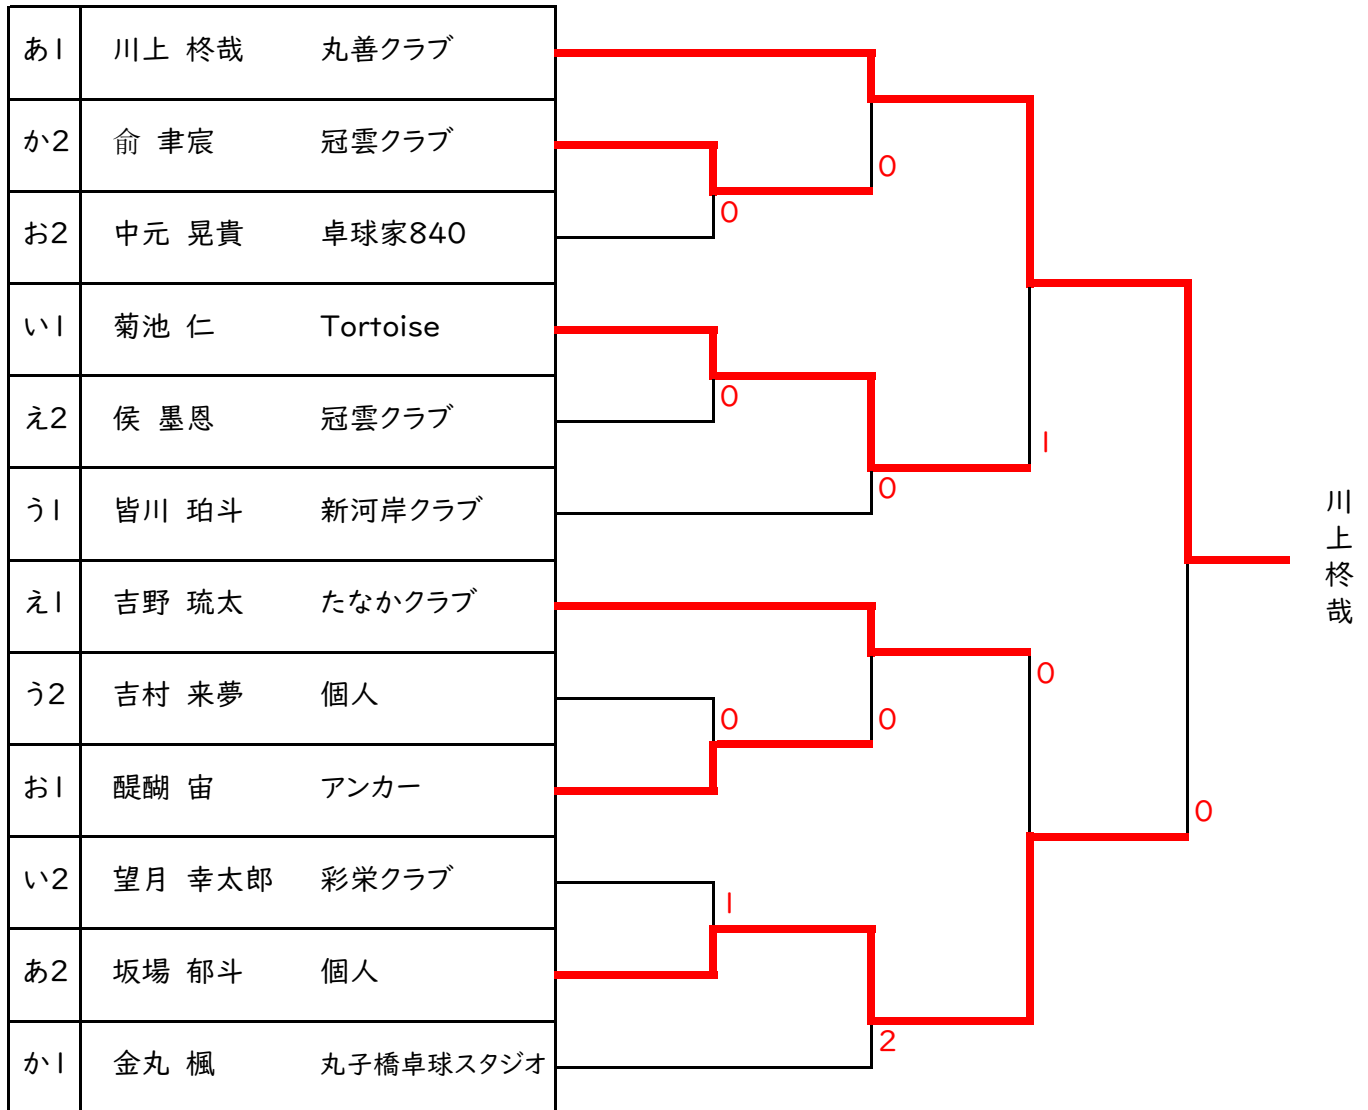 あ1 川上 柊哉 丸善クラブ
か2 俞 聿宸 冠雲クラブ
0
0
お2 中元 晃貴 卓球家840
い1 菊池 仁 Tortoise
0
え2 侯 墨恩 冠雲クラブ
1
0
う1 皆川 珀斗 新河岸クラブ
川上柊哉
え1 吉野 琉太 たなかクラブ
0
う2 吉村 来夢 個人
0
0
お1 醍醐 宙 アンカー
0
い2 望月 幸太郎 彩栄クラブ
1
あ2 坂場 郁斗 個人
2
か1 金丸 楓 丸子橋卓球スタジオ